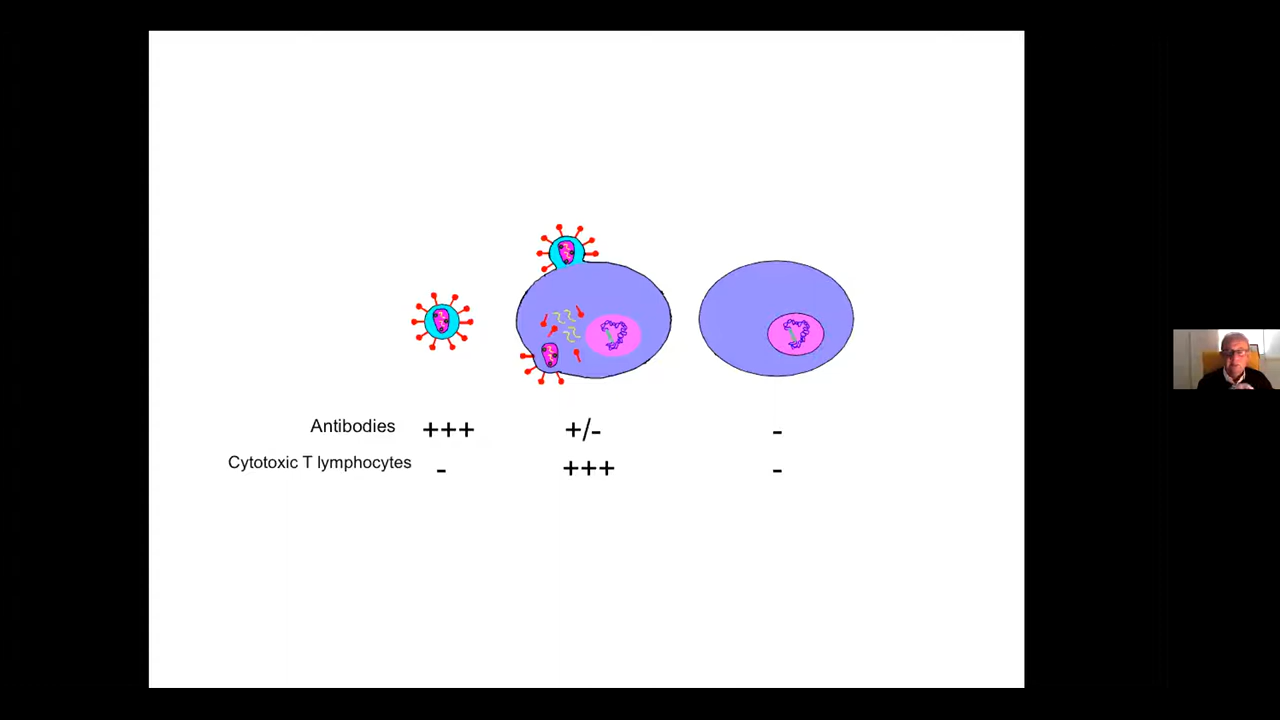 Antibodies +++ +/- -
Cytotoxic T lymphocytes - +++ -